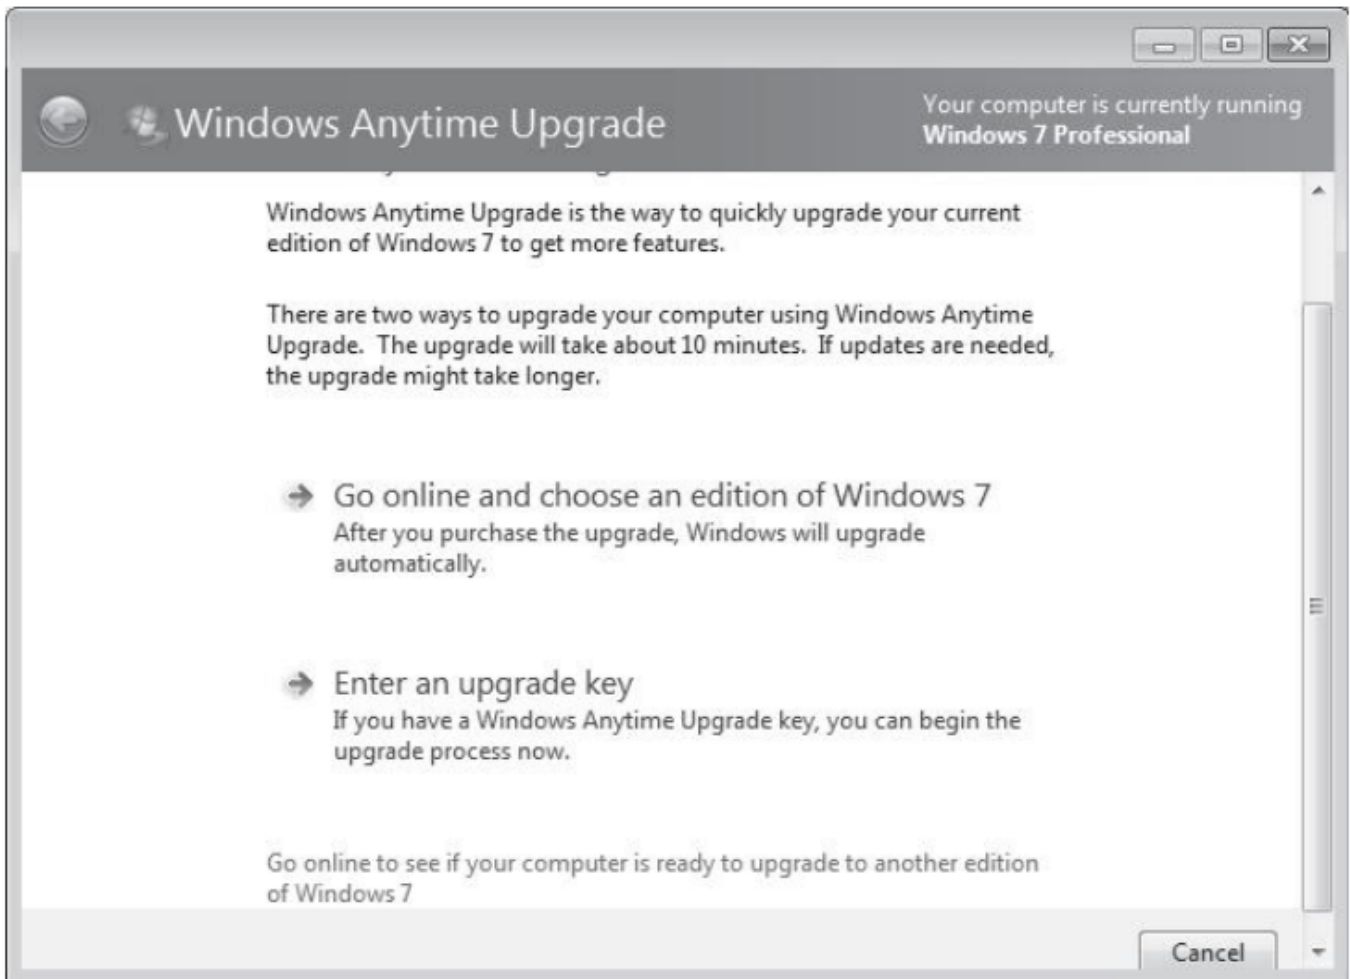 Windows Anytime Upgrade
Your computer is currently running
Windows 7 Professional
Windows Anytime Upgrade is the way to quickly upgrade your current
edition of Windows 7 to get more features.
There are two ways to upgrade your computer using Windows Anytime
Upgrade.  The upgrade will take about 10 minutes.  If updates are needed,
the upgrade might take longer.
Go online and choose an edition of Windows 7
After you purchase the upgrade, Windows will upgrade
automatically.
Enter an upgrade key
If you have a Windows Anytime Upgrade key, you can begin the
upgrade process now.
Go online to see if your computer is ready to upgrade to another edition
of Windows 7
Cancel